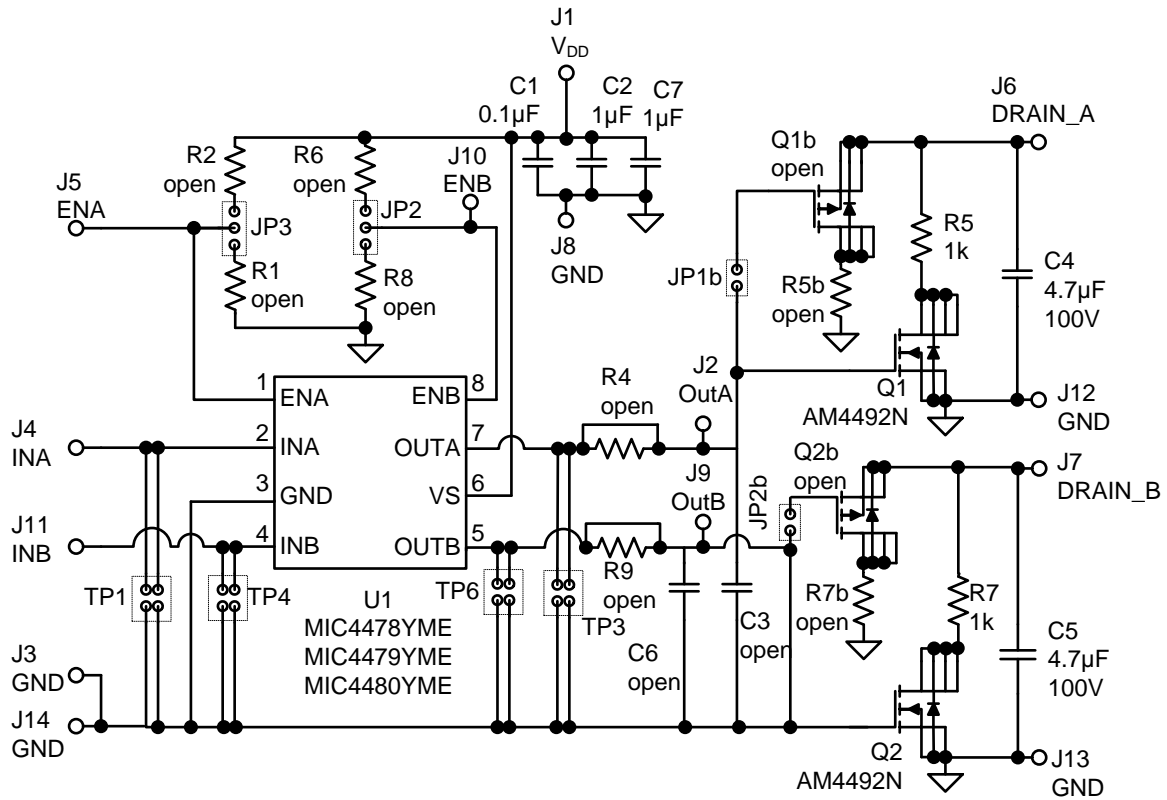 J1
VDD
C1
0.1µF
C2
1µF
C7
1µF
J6
DRAIN_A
R2
open
R6
open
J10
ENB
Q1b
open
J5
ENA
JP3
JP2
J8
GND
R5
1k
R1
open
R8
open
JP1b
R5b
open
C4
4.7µF
100V
1
ENA
ENB
8
R4
open
J2
OutA
Q1
AM4492N
J12
GND
J4
INA
2
INA
OUTA
7
3
GND
VS
6
J9
OutB
Q2b
open
J7
DRAIN_B
JP2b
J11
INB
4
INB
OUTB
5
R9
open
TP1
TP4
TP6
TP3
U1
MIC4478YME
MIC4479YME
MIC4480YME
C6
open
C3
open
R7b
open
R7
1k
C5
4.7µF
100V
J3
GND
J14
GND
Q2
AM4492N
J13
GND